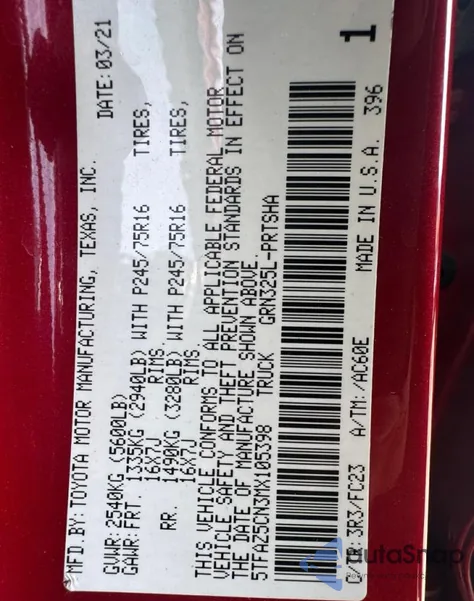 MFD. BY: TOYOTA MOTOR MANUFACTURING, TEXAS, INC. DATE: 03/21
GVWR: 2540KG (5600LB)
GAWR: FRT. 1335KG (2940LB) WITH P245/75R16 TIRES,
16X7J RIMS
RR. 1490KG (3280LB) WITH P245/75R16 TIRES,
16X7J RIMS
THIS VEHICLE CONFORMS TO ALL APPLICABLE FEDERAL MOTOR
VEHICLE SAFETY AND THEFT PREVENTION STANDARDS IN EFFECT ON
THE DATE OF MANUFACTURE SHOWN ABOVE.
5TFAZ5CN3MX105398 TRUCK GRN325L-PRTSHA
3R3/FC23 A/TM: /AC60E MADE IN U.S.A. 396
1
autoSnap